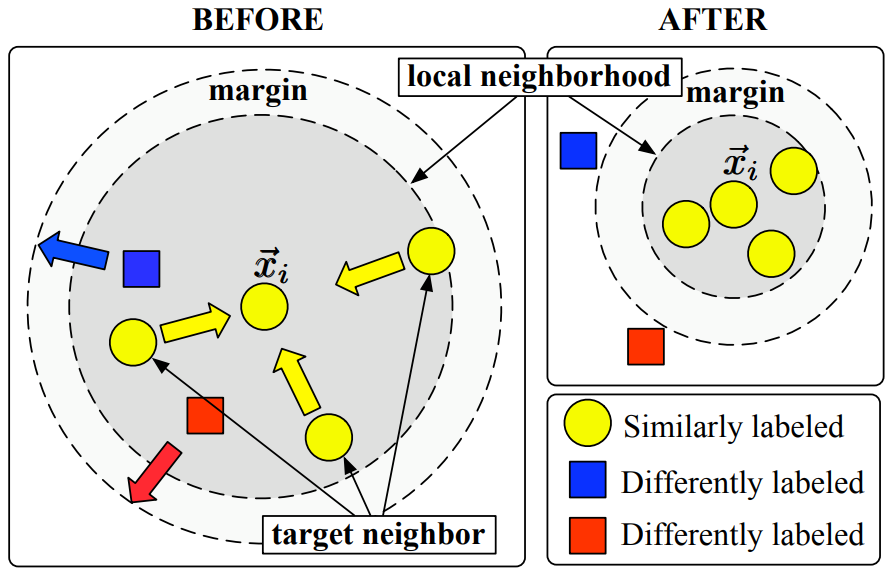 BEFORE
AFTER
local neighborhood
margin
margin
$\vec{x}_i$
$\vec{x}_i$
target neighbor
Similarly labeled
Differently labeled
Differently labeled